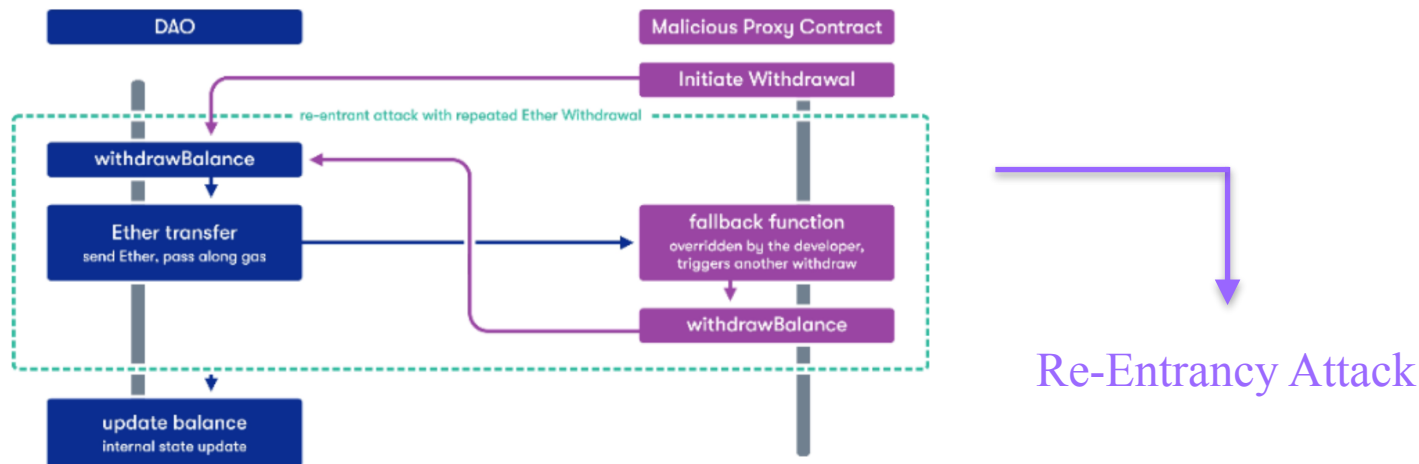 DAO
Malicious Proxy Contract
Initiate Withdrawal
re-entrant attack with repeated Ether Withdrawal
withdrawBalance
Ether transfer
send Ether, pass along gas
fallback function
overridden by the developer,
triggers another withdraw
withdrawBalance
Re-Entrancy Attack
update balance
internal state update